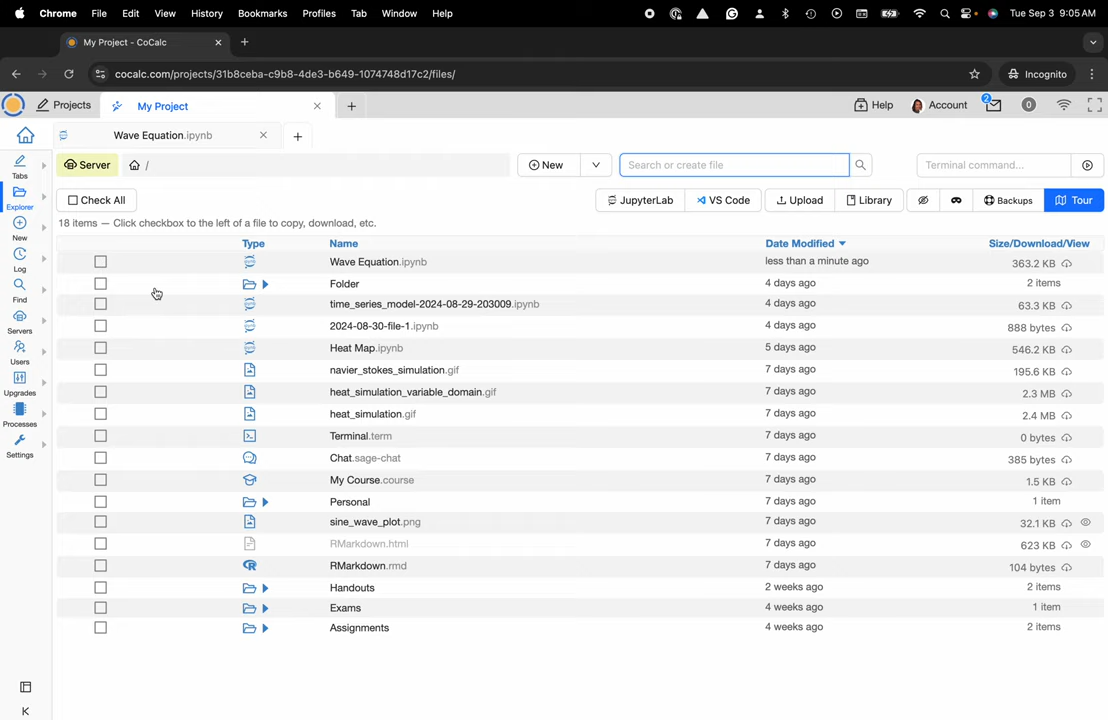 Chrome File Edit View History Bookmarks Profiles Tab Window Help Tue Sep 3 9:05 AM
My Project - CoCalc
cocalc.com/projects/31b8ceba-c9b8-4de3-b649-1074748d17c2/files/ Incognito
Projects My Project Help Account 2 0
Wave Equation.ipynb
Server / New Search or create file Terminal command...
Check All JupyterLab VS Code Upload Library Backups Tour
18 items — Click checkbox to the left of a file to copy, download, etc.
Type Name Date Modified Size/Download/View
Wave Equation.ipynb less than a minute ago 363.2 KB
Folder 4 days ago 2 items
time_series_model-2024-08-29-203009.ipynb 4 days ago 63.3 KB
2024-08-30-file-1.ipynb 4 days ago 888 bytes
Heat Map.ipynb 5 days ago 546.2 KB
navier_stokes_simulation.gif 7 days ago 195.6 KB
heat_simulation_variable_domain.gif 7 days ago 2.3 MB
heat_simulation.gif 7 days ago 2.4 MB
Terminal.term 7 days ago 0 bytes
Chat.sage-chat 7 days ago 385 bytes
My Course.course 7 days ago 1.5 KB
Personal 7 days ago 1 item
sine_wave_plot.png 7 days ago 32.1 KB
RMarkdown.html 7 days ago 623 KB
RMarkdown.rmd 7 days ago 104 bytes
Handouts 2 weeks ago 2 items
Exams 4 weeks ago 1 item
Assignments 4 weeks ago 2 items
Tabs
Explorer
New
Log
Find
Servers
Users
Upgrades
Processes
Settings